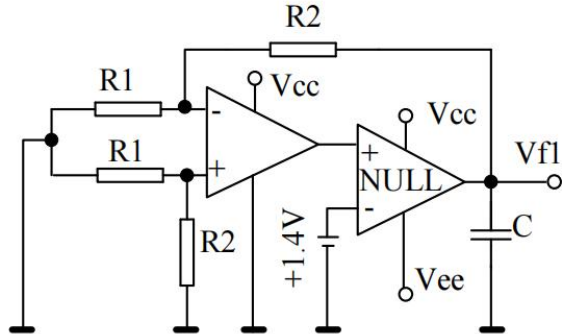 R2
R1
Vcc
-
Vcc
R1
+
+
NULL
Vf1
-
R2
+1.4V
C
Vee